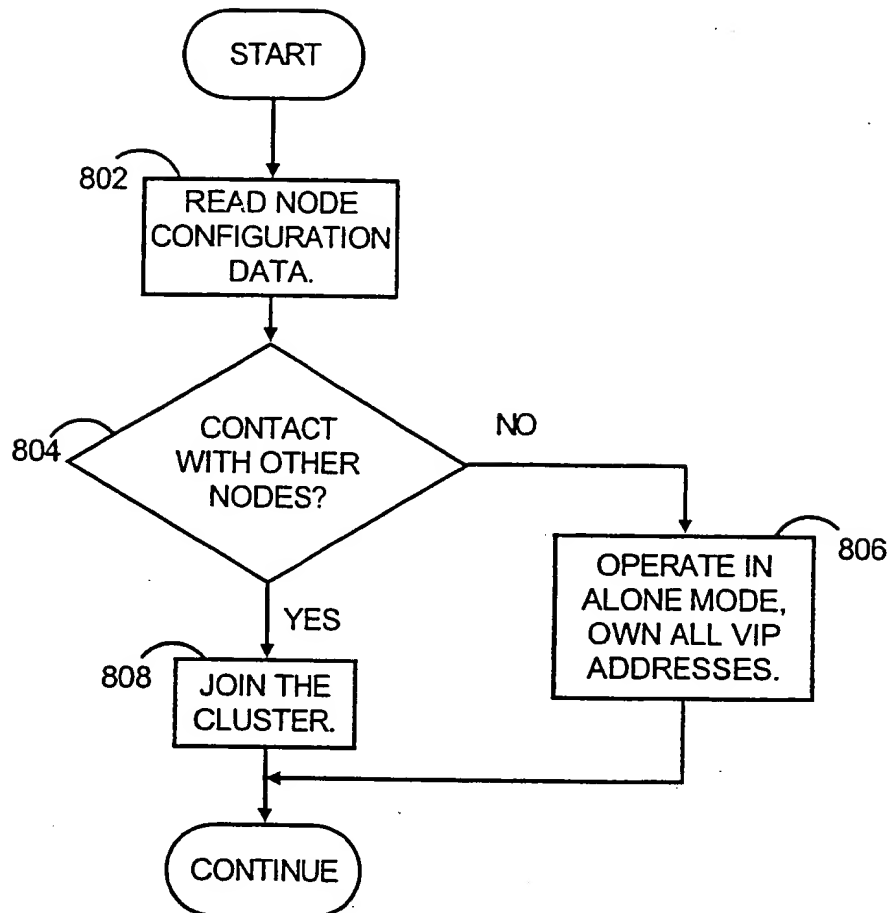 START
802
READ NODE
CONFIGURATION
DATA.
804
CONTACT
WITH OTHER
NODES?
NO
806
OPERATE IN
ALONE MODE,
OWN ALL VIP
ADDRESSES.
YES
808
JOIN THE
CLUSTER.
CONTINUE